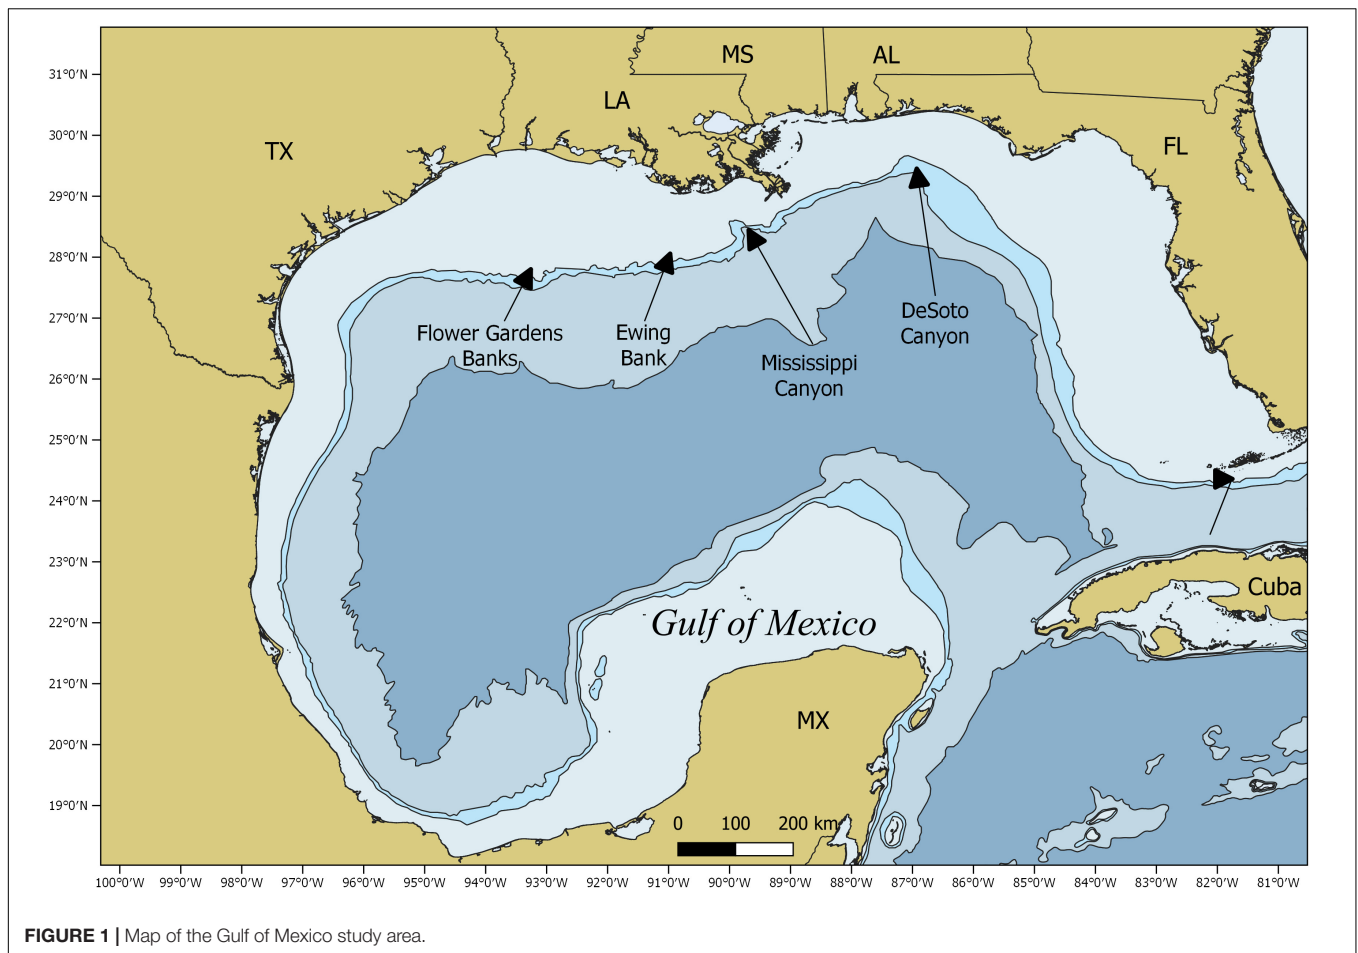 MS
AL
LA
TX
FL
31°0'N
30°0'N
29°0'N
28°0'N
27°0'N
26°0'N
25°0'N
24°0'N
23°0'N
22°0'N
21°0'N
20°0'N
19°0'N
Flower Gardens
Banks
Ewing
Bank
Mississippi
Canyon
DeSoto
Canyon
Cuba
Gulf of Mexico
MX
0 100 200 km
100°0'W 99°0'W 98°0'W 97°0'W 96°0'W 95°0'W 94°0'W 93°0'W 92°0'W 91°0'W 90°0'W 89°0'W 88°0'W 87°0'W 86°0'W 85°0'W 84°0'W 83°0'W 82°0'W 81°0'W
FIGURE 1 | Map of the Gulf of Mexico study area.